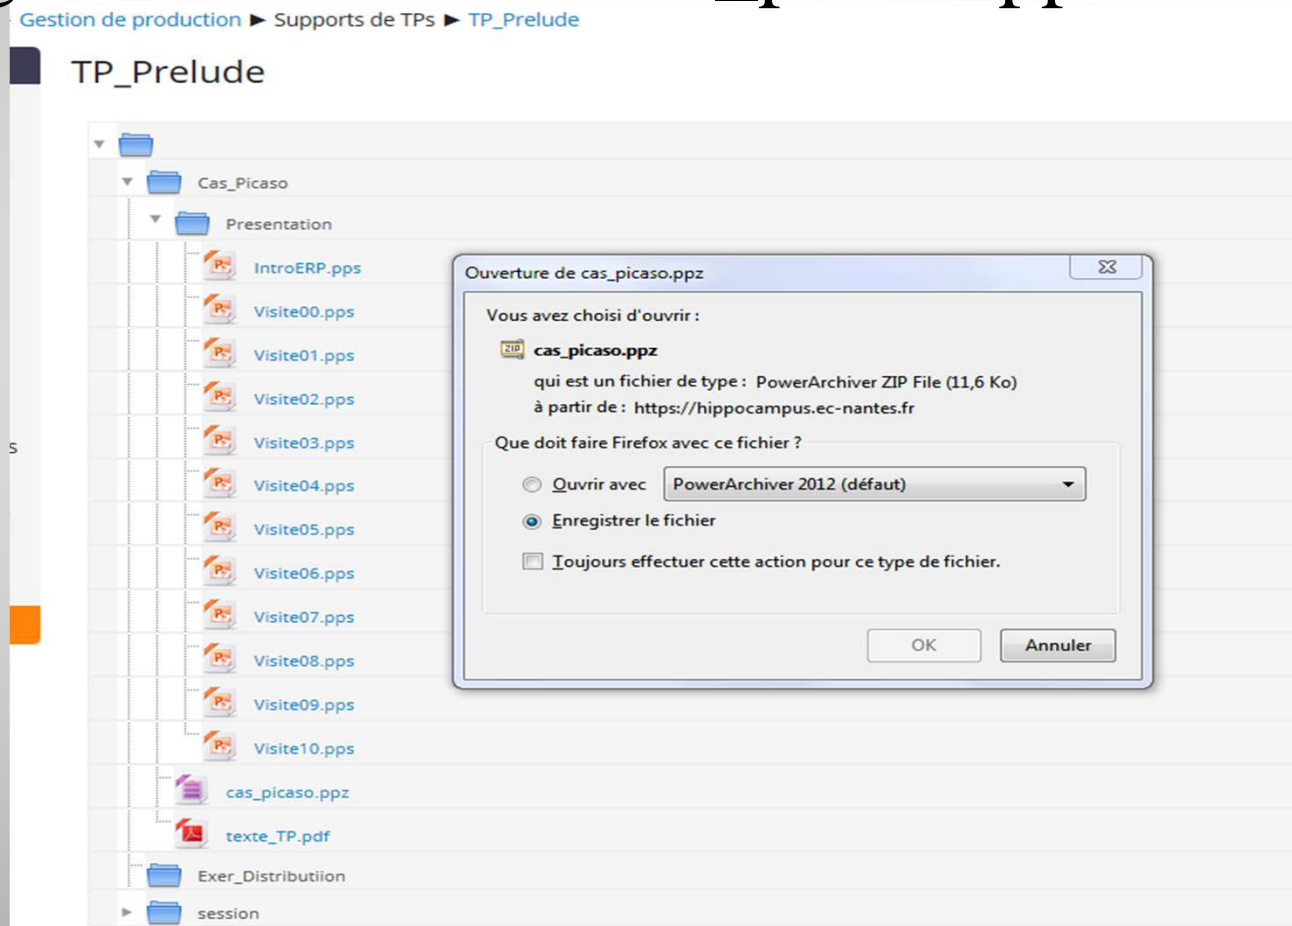 Gestion de production ► Supports de TPs ► TP_Prelude
TP_Prelude
Cas_Picaso
Presentation
IntroERP.pps
Visite00.pps
Visite01.pps
Visite02.pps
Visite03.pps
Visite04.pps
Visite05.pps
Visite06.pps
Visite07.pps
Visite08.pps
Visite09.pps
Visite10.pps
cas_picaso.ppz
texte_TP.pdf
Exer_Distributiion
session
s
Ouverture de cas_picaso.ppz
Vous avez choisi d'ouvrir :
ZIP cas_picaso.ppz
qui est un fichier de type : PowerArchiver ZIP File (11,6 Ko)
à partir de : https://hippocampus.ec-nantes.fr
Que doit faire Firefox avec ce fichier ?
Ouvrir avec PowerArchiver 2012 (défaut)
Enregistrer le fichier
Toujours effectuer cette action pour ce type de fichier.
OK Annuler